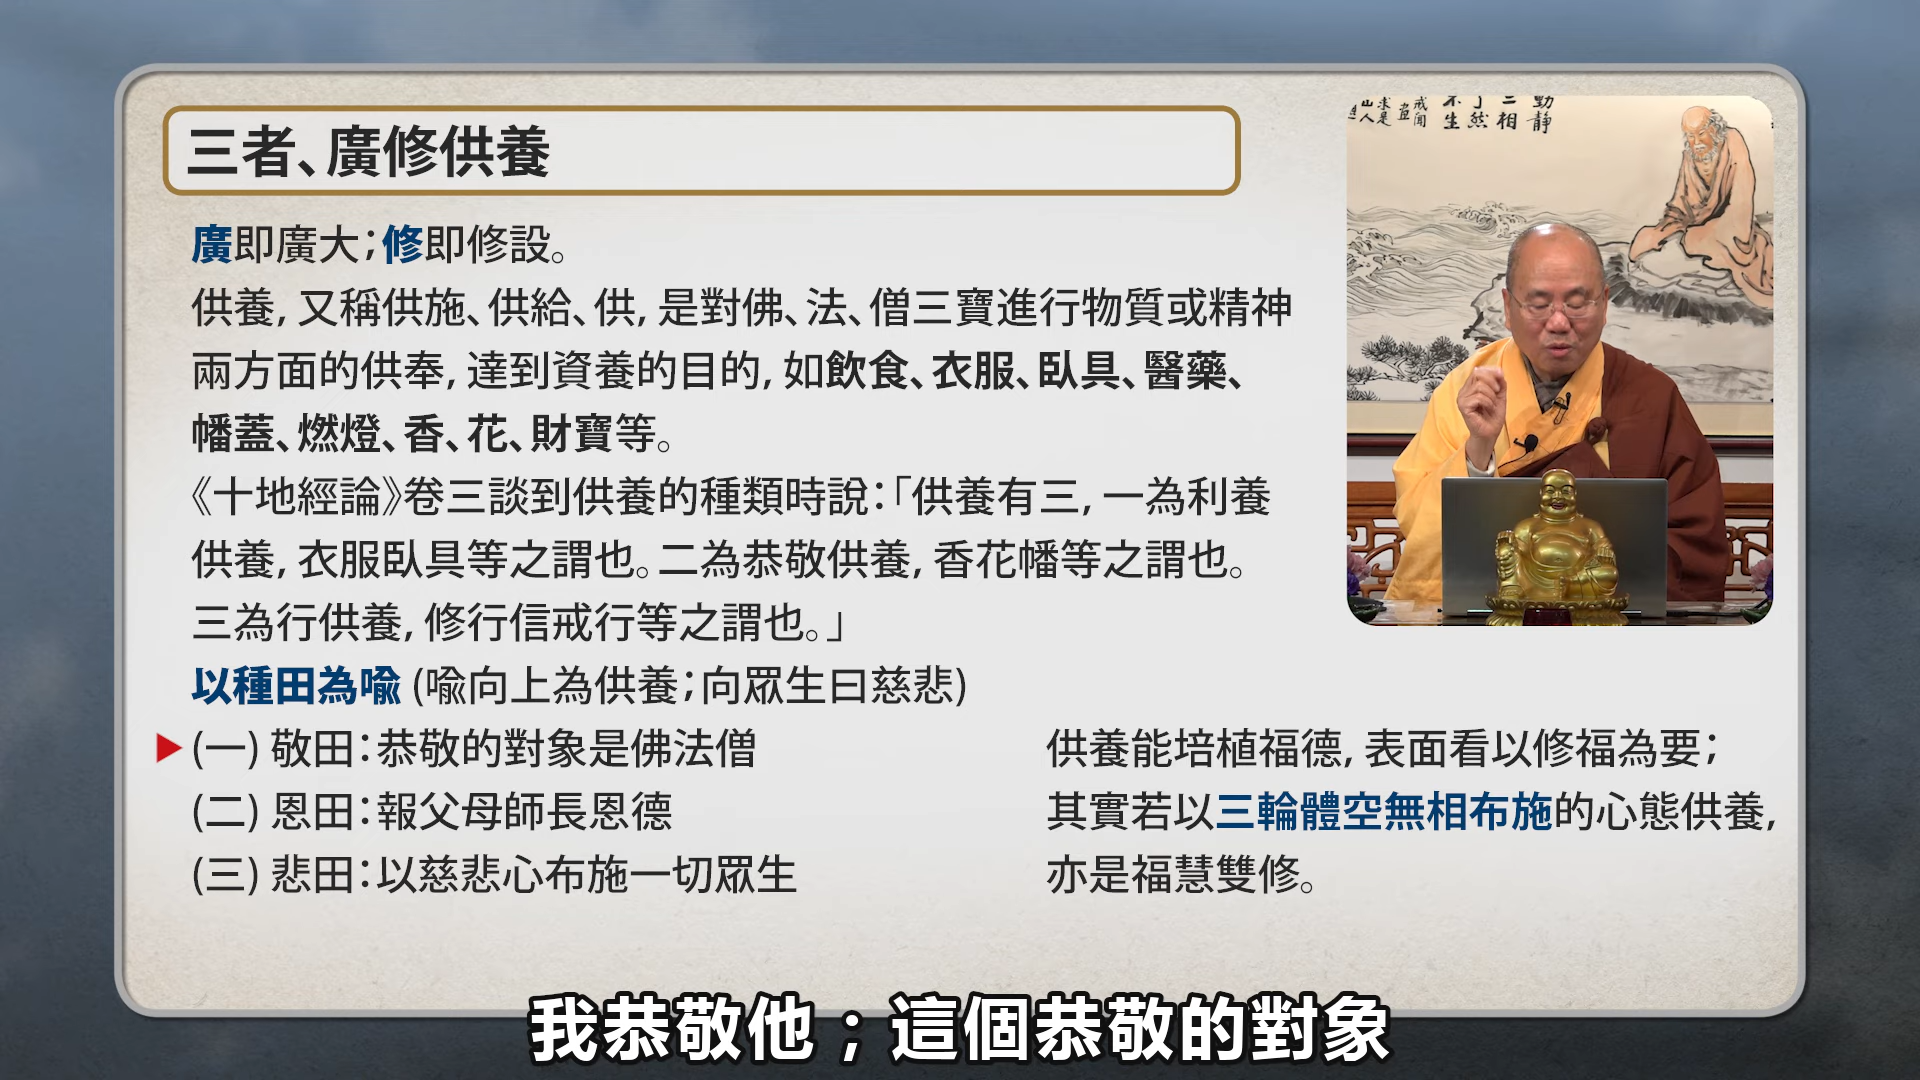 三者、廣修供養
廣即廣大；修即修設。
供養，又稱供施、供給、供，是對佛、法、僧三寶進行物質或精神
兩方面的供奉，達到資養的目的，如飲食、衣服、臥具、醫藥、
幡蓋、燃燈、香、花、財寶等。
《十地經論》卷三談到供養的種類時說：「供養有三，一為利養
供養，衣服臥具等之謂也。二為恭敬供養，香花幡等之謂也。
三為行供養，修行信戒行等之謂也。」
以種田為喻 (喻向上為供養；向眾生曰慈悲)
(一) 敬田：恭敬的對象是佛法僧
(二) 恩田：報父母師長恩德
(三) 悲田：以慈悲心布施一切眾生
供養能培植福德，表面看以修福為要；
其實若以三輪體空無相布施的心態供養，
亦是福慧雙修。
動静
二相
了然
不生
戒聞
畫
求是
山人
我恭敬他；這個恭敬的對象